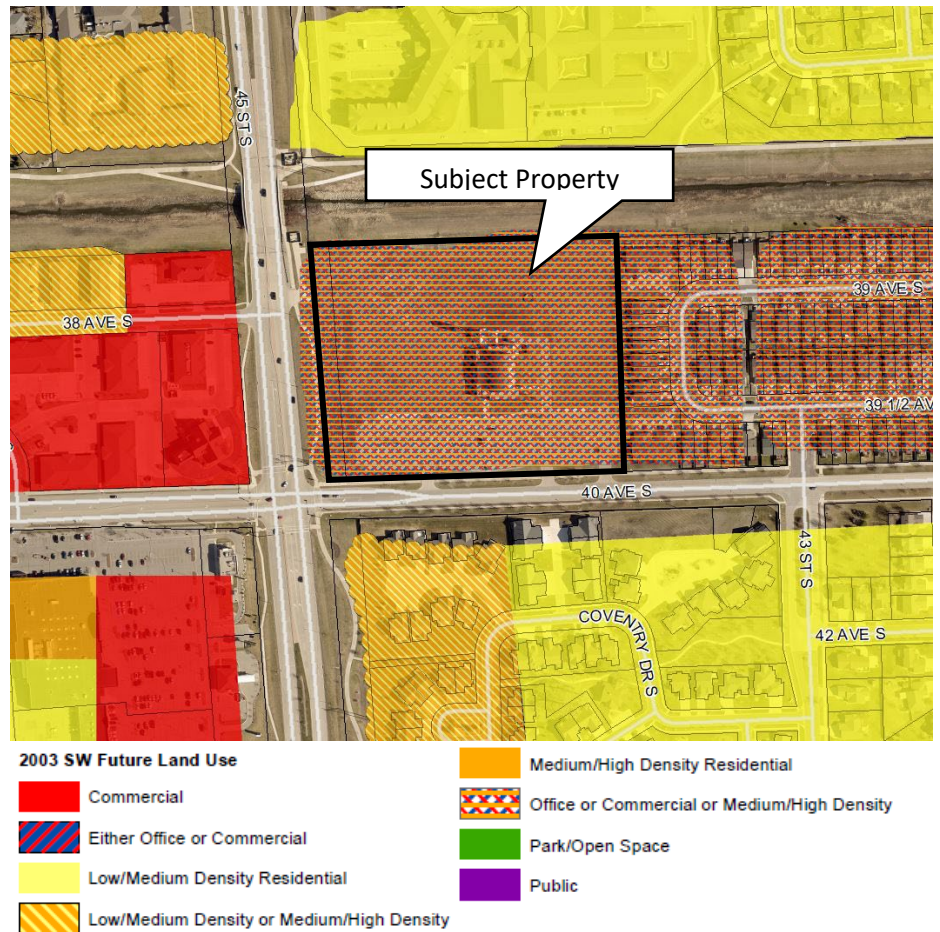 45 ST S
Subject Property
38 AVE S
39 AVE S
39 1/2 AV
40 AVE S
43 ST S
COVENTRY DR S
42 AVE S
2003 SW Future Land Use
Commercial
Either Office or Commercial
Low/Medium Density Residential
Low/Medium Density or Medium/High Density
Medium/High Density Residential
Office or Commercial or Medium/High Density
Park/Open Space
Public